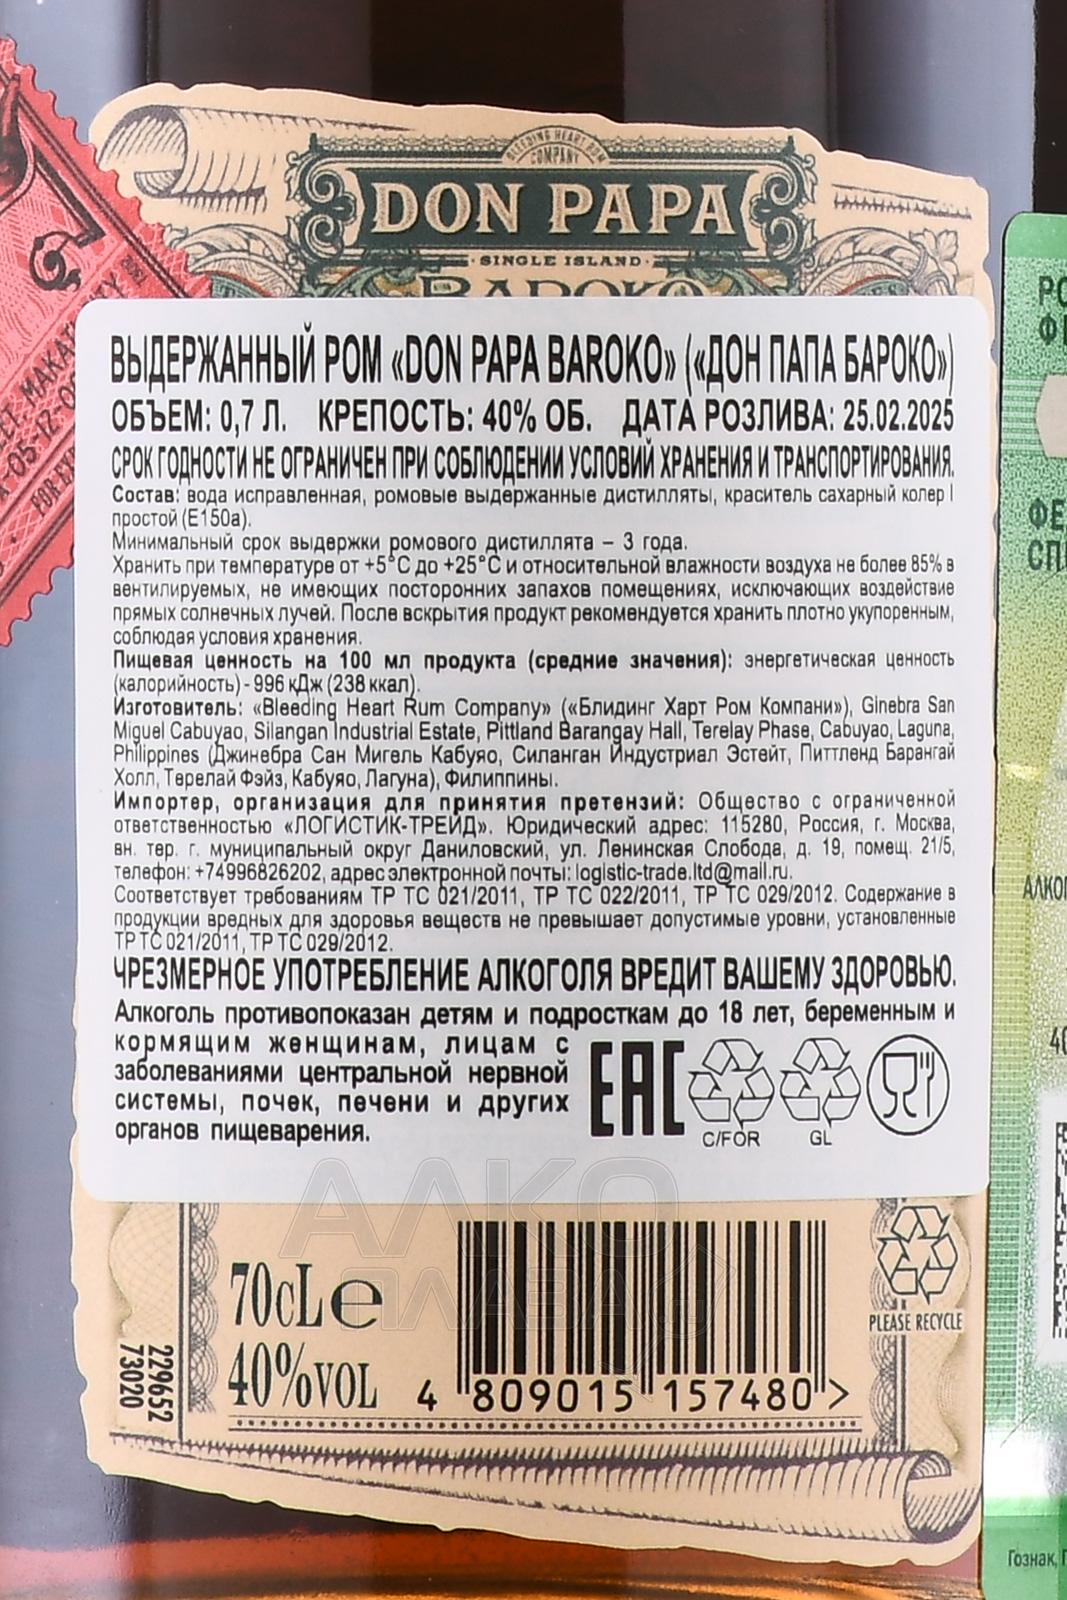 BLEEDING HEART RUM
COMPANY
DON PAPA
· SINGLE ISLAND ·
BAROKO
ВЫДЕРЖАННЫЙ РОМ «DON PAPA BAROKO» («ДОН ПАПА БАРОКО»)
ОБЪЕМ: 0,7 Л. КРЕПОСТЬ: 40% ОБ. ДАТА РОЗЛИВА: 25.02.2025
СРОК ГОДНОСТИ НЕ ОГРАНИЧЕН ПРИ СОБЛЮДЕНИИ УСЛОВИЙ ХРАНЕНИЯ И ТРАНСПОРТИРОВАНИЯ.
Состав: вода исправленная, ромовые выдержанные дистилляты, краситель сахарный колер I
простой (Е150а).
Минимальный срок выдержки ромового дистиллята – 3 года.
Хранить при температуре от +5°С до +25°С и относительной влажности воздуха не более 85% в
вентилируемых, не имеющих посторонних запахов помещениях, исключающих воздействие
прямых солнечных лучей. После вскрытия продукт рекомендуется хранить плотно укупоренным,
соблюдая условия хранения.
Пищевая ценность на 100 мл продукта (средние значения): энергетическая ценность
(калорийность) - 996 кДж (238 ккал).
Изготовитель: «Bleeding Heart Rum Company» («Блидинг Харт Ром Компани»), Ginebra San
Miguel Cabuyao, Silangan Industrial Estate, Pittland Barangay Hall, Terelay Phase, Cabuyao, Laguna,
Philippines (Джинебра Сан Мигель Кабуяо, Силанган Индустриал Эстейт, Питтленд Барангай
Холл, Терелай Фэйз, Кабуяо, Лагуна), Филиппины.
Импортер, организация для принятия претензий: Общество с ограниченной
ответственностью «ЛОГИСТИК-ТРЕЙД». Юридический адрес: 115280, Россия, г. Москва,
вн. тер. г. муниципальный округ Даниловский, ул. Ленинская Слобода, д. 19, помещ. 21/5,
телефон: +74996826202, адрес электронной почты: logistic-trade.ltd@mail.ru.
Соответствует требованиям ТР ТС 021/2011, ТР ТС 022/2011, ТР ТС 029/2012. Содержание в
продукции вредных для здоровья веществ не превышает допустимые уровни, установленные
ТР ТС 021/2011, ТР ТС 029/2012.
ЧРЕЗМЕРНОЕ УПОТРЕБЛЕНИЕ АЛКОГОЛЯ ВРЕДИТ ВАШЕМУ ЗДОРОВЬЮ.
Алкоголь противопоказан детям и подросткам до 18 лет, беременным и
кормящим женщинам, лицам с
заболеваниями центральной нервной
системы, почек, печени и других
органов пищеварения.
EAC
C/FOR
GL
АЛКО
ПЛАЗА
70cL e
40%VOL
4 809015 157480 >
PLEASE RECYCLE
229652
73020
АЛКО
Гознак,